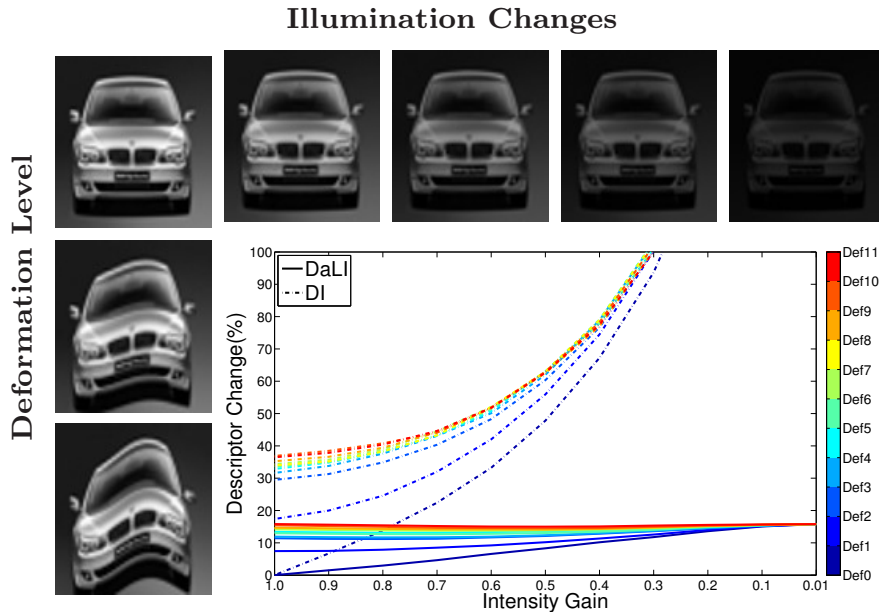 Illumination Changes
Deformation Level
DaLI
DI
Descriptor Change(%)
100
90
80
70
60
50
40
30
20
10
0
1.0 0.9 0.8 0.7 0.6 0.5 0.4 0.3 0.2 0.1 0.01
Intensity Gain
Def11
Def10
Def9
Def8
Def7
Def6
Def5
Def4
Def3
Def2
Def1
Def0